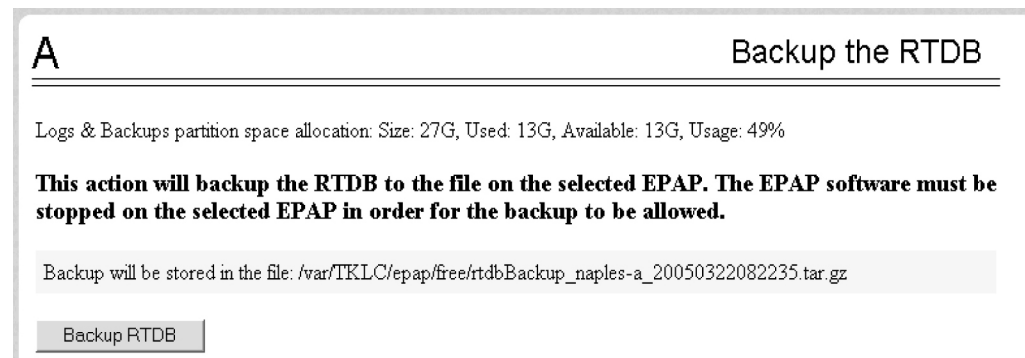 A
Backup the RTDB
Logs & Backups partition space allocation: Size: 27G, Used: 13G, Available: 13G, Usage: 49%
This action will backup the RTDB to the file on the selected EPAP. The EPAP software must be
stopped on the selected EPAP in order for the backup to be allowed.
Backup will be stored in the file: /var/TKLC/epap/free/rtdbBackup_naples-a_20050322082235.tar.gz
Backup RTDB